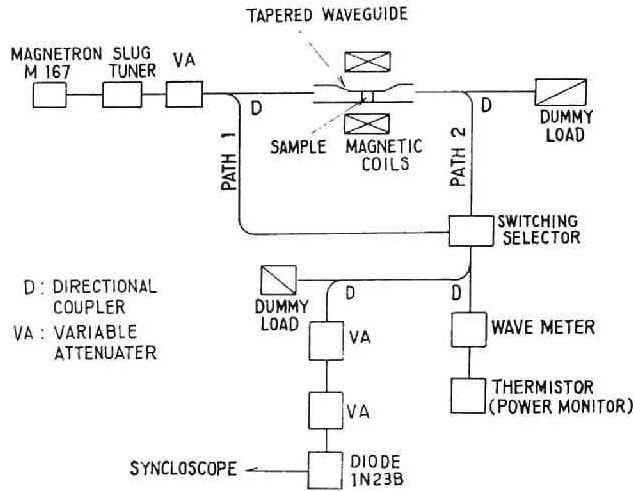 TAPERED WAVEGUIDE
MAGNETRON
M 167
SLUG
TUNER
VA
D
SAMPLE
MAGNETIC
COILS
D
DUMMY
LOAD
PATH 1
PATH 2
SWITCHING
SELECTOR
D : DIRECTIONAL
COUPLER
VA : VARIABLE
ATTENUATER
DUMMY
LOAD
D
D
VA
WAVE METER
VA
THERMISTOR
(POWER MONITOR)
SYNCLOSCOPE
DIODE
1N23B